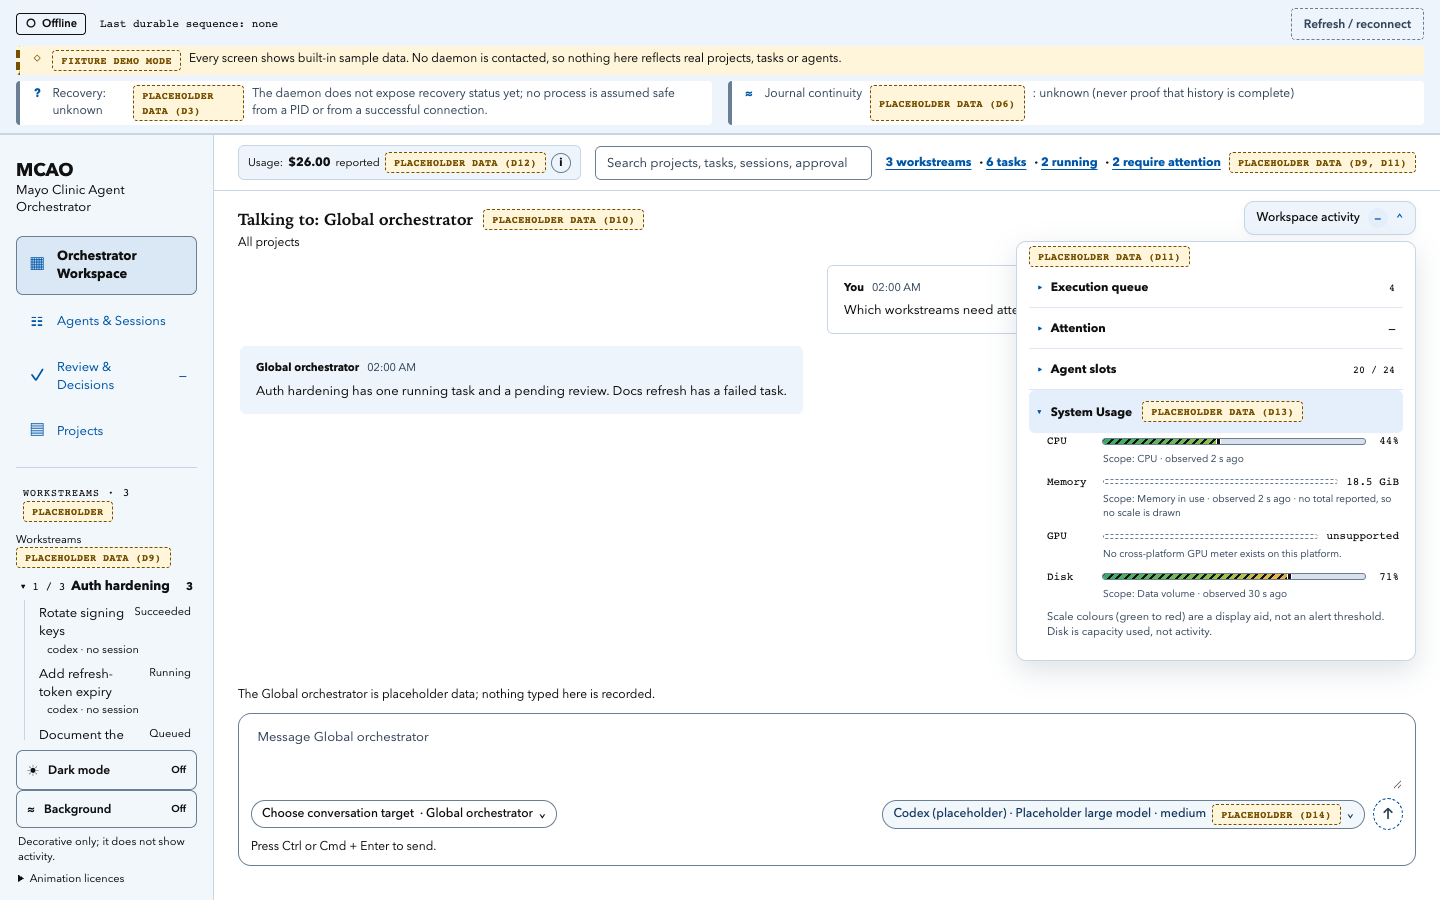 Offline
Last durable sequence: none
Refresh / reconnect
FIXTURE DEMO MODE
Every screen shows built-in sample data. No daemon is contacted, so nothing here reflects real projects, tasks or agents.
? Recovery: unknown
PLACEHOLDER DATA (D3)
The daemon does not expose recovery status yet; no process is assumed safe
from a PID or from a successful connection.
≈ Journal continuity PLACEHOLDER DATA (D6) : unknown (never proof that history is complete)
MCAO
Mayo Clinic Agent
Orchestrator
Orchestrator
Workspace
Agents & Sessions
Review &
Decisions –
Projects
WORKSTREAMS · 3
PLACEHOLDER
Workstreams
PLACEHOLDER DATA (D9)
▾ 1 / 3 Auth hardening 3
Rotate signing Succeeded
keys
codex · no session
Add refresh- Running
token expiry
codex · no session
Document the Queued
Dark mode Off
≈ Background Off
Decorative only; it does not show
activity.
Animation licences
Usage: $26.00 reported PLACEHOLDER DATA (D12) i
Search projects, tasks, sessions, approval
3 workstreams · 6 tasks · 2 running · 2 require attention PLACEHOLDER DATA (D9, D11)
Talking to: Global orchestrator PLACEHOLDER DATA (D10)
All projects
Workspace activity – ^
You 02:00 AM
Which workstreams need atte
Global orchestrator 02:00 AM
Auth hardening has one running task and a pending review. Docs refresh has a failed task.
PLACEHOLDER DATA (D11)
Execution queue 4
Attention –
Agent slots 20 / 24
System Usage PLACEHOLDER DATA (D13)
CPU 44%
Scope: CPU · observed 2 s ago
Memory 18.5 GiB
Scope: Memory in use · observed 2 s ago · no total reported, so
no scale is drawn
GPU unsupported
No cross-platform GPU meter exists on this platform.
Disk 71%
Scope: Data volume · observed 30 s ago
Scale colours (green to red) are a display aid, not an alert threshold.
Disk is capacity used, not activity.
The Global orchestrator is placeholder data; nothing typed here is recorded.
Message Global orchestrator
Choose conversation target · Global orchestrator
Codex (placeholder) · Placeholder large model · medium PLACEHOLDER (D14)
Press Ctrl or Cmd + Enter to send.